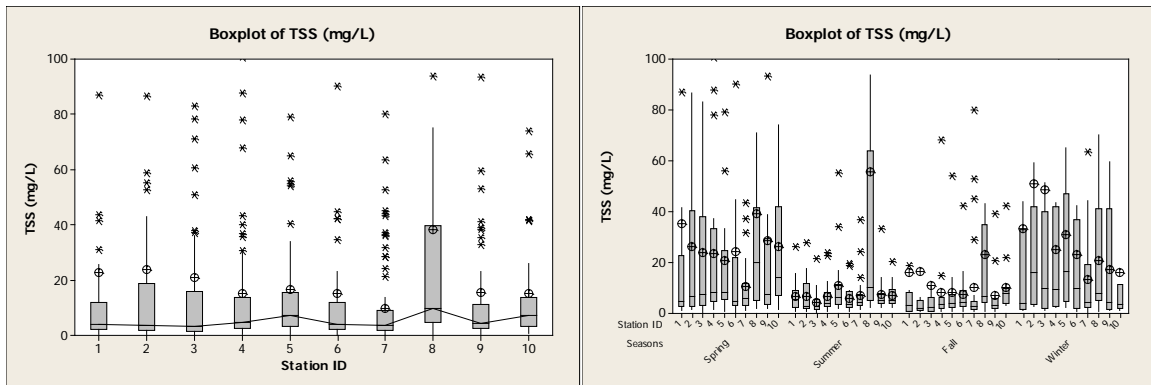 Boxplot of TSS (mg/L)
100
80
60
40
20
0
TSS (mg/L)
1 2 3 4 5 6 7 8 9 10
Station ID
Boxplot of TSS (mg/L)
100
80
60
40
20
0
TSS (mg/L)
Station ID 1 2 3 4 5 6 7 8 9 10 1 2 3 4 5 6 7 8 9 10 1 2 3 4 5 6 7 8 9 10 1 2 3 4 5 6 7 8 9 10
Seasons Spring Summer Fall Winter